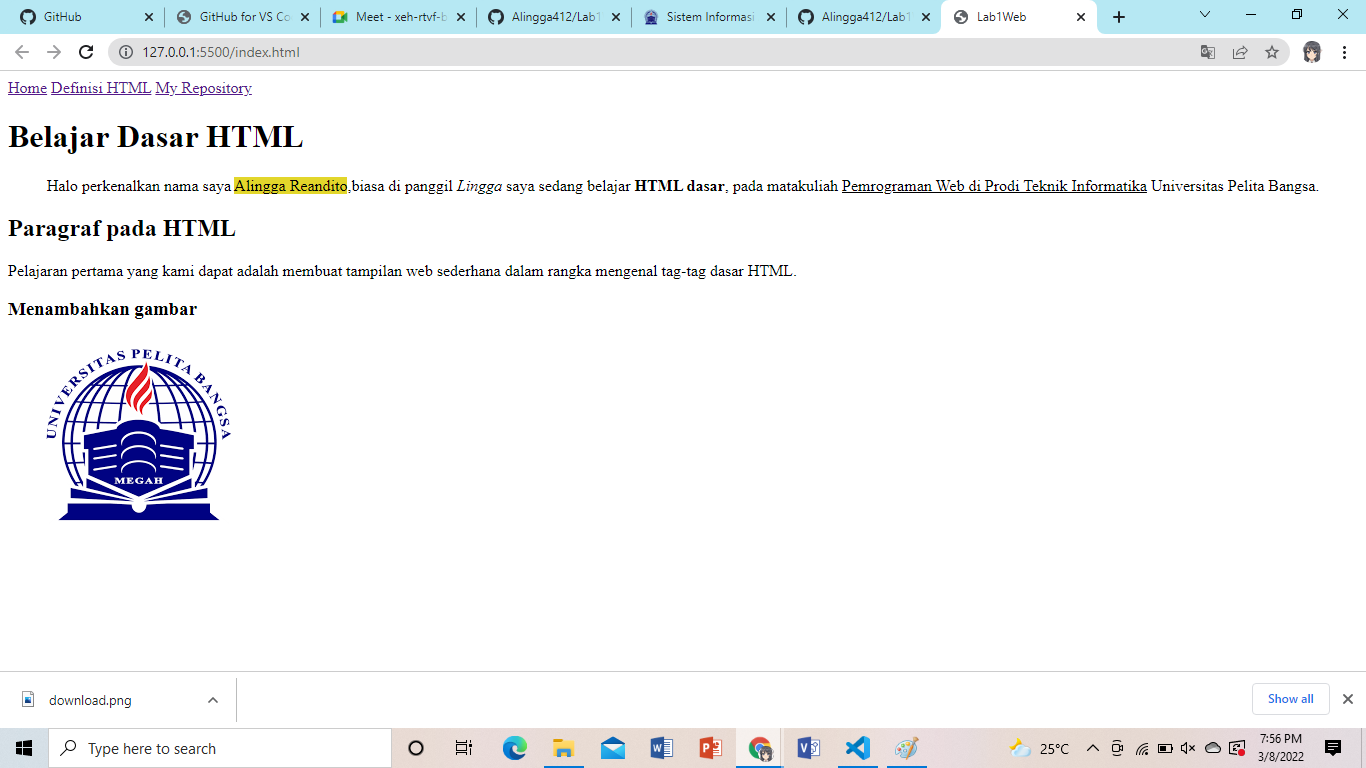 GitHub
GitHub for VS Co
Meet - xeh-rtvf-b
Alingga412/Lab1
Sistem Informasi
Alingga412/Lab1
Lab1Web
127.0.0.1:5500/index.html
Home Definisi HTML My Repository
Belajar Dasar HTML
Halo perkenalkan nama saya Alingga Reandito,biasa di panggil Lingga saya sedang belajar HTML dasar, pada matakuliah Pemrograman Web di Prodi Teknik Informatika Universitas Pelita Bangsa.
Paragraf pada HTML
Pelajaran pertama yang kami dapat adalah membuat tampilan web sederhana dalam rangka mengenal tag-tag dasar HTML.
Menambahkan gambar
UNIVERSITAS PELITA BANGSA
MEGAH
download.png
Show all
Type here to search
25°C
7:56 PM
3/8/2022